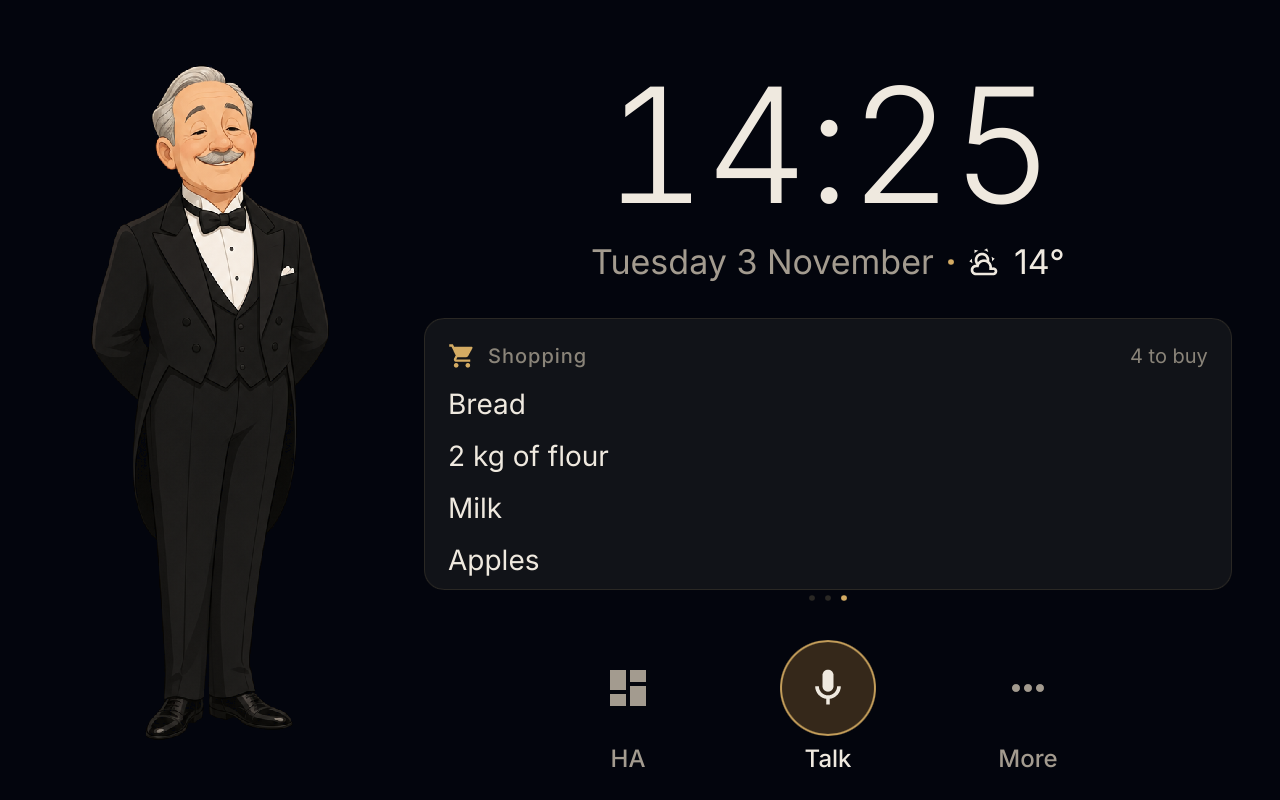 14:25
Tuesday 3 November • 14°
Shopping 4 to buy
Bread
2 kg of flour
Milk
Apples
HA Talk More